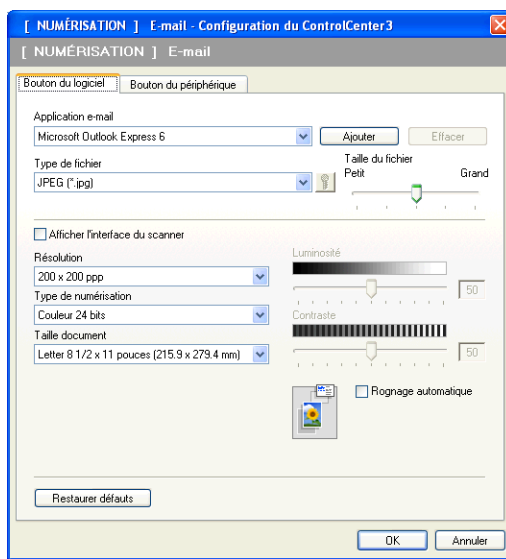 [ NUMÉRISATION ] E-mail - Configuration du ControlCenter3
[ NUMÉRISATION ] E-mail
Bouton du logiciel
Bouton du périphérique
Application e-mail
Microsoft Outlook Express 6
Ajouter
Effacer
Type de fichier
JPEG (*.jpg)
Taille du fichier
Petit
Grand
Afficher l'interface du scanner
Résolution
200 x 200 ppp
Type de numérisation
Couleur 24 bits
Taille document
Letter 8 1/2 x 11 pouces (215.9 x 279.4 mm)
Luminosité
50
Contraste
50
Rognage automatique
Restaurer défauts
OK
Annuler